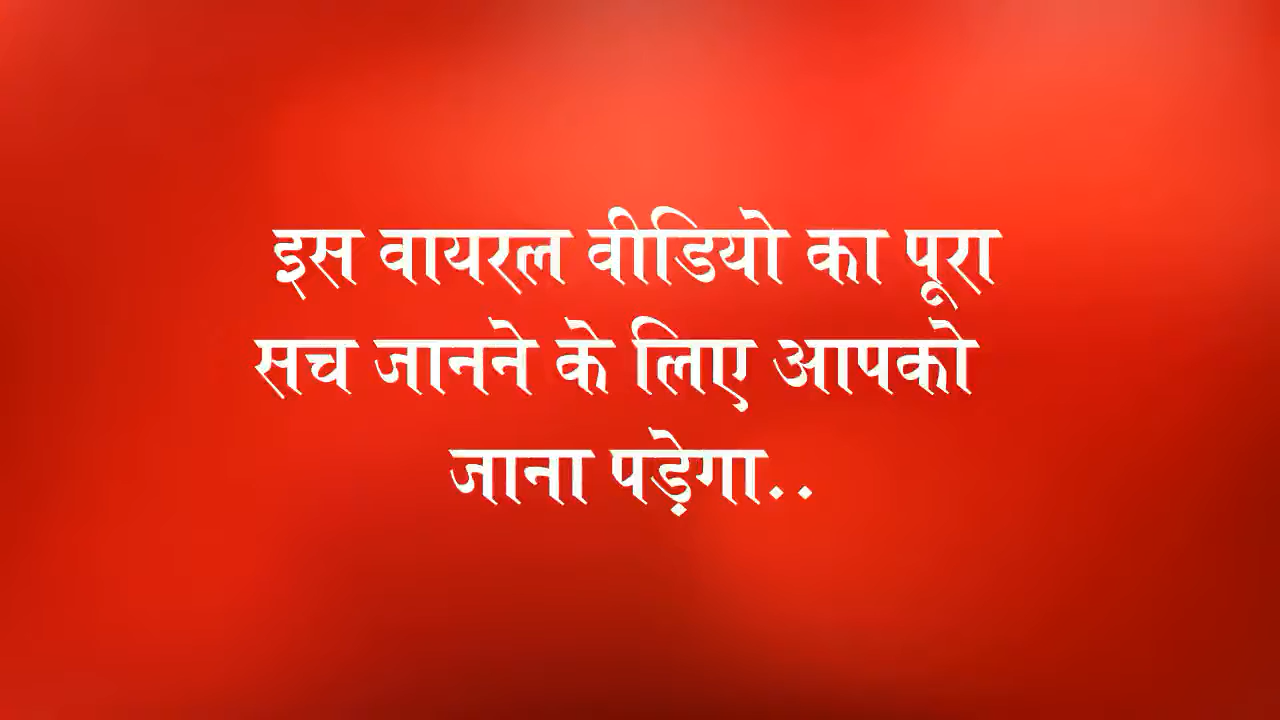 इस वायरल वीडियो का पूरा
सच जानने के लिए आपको
जाना पड़ेगा..